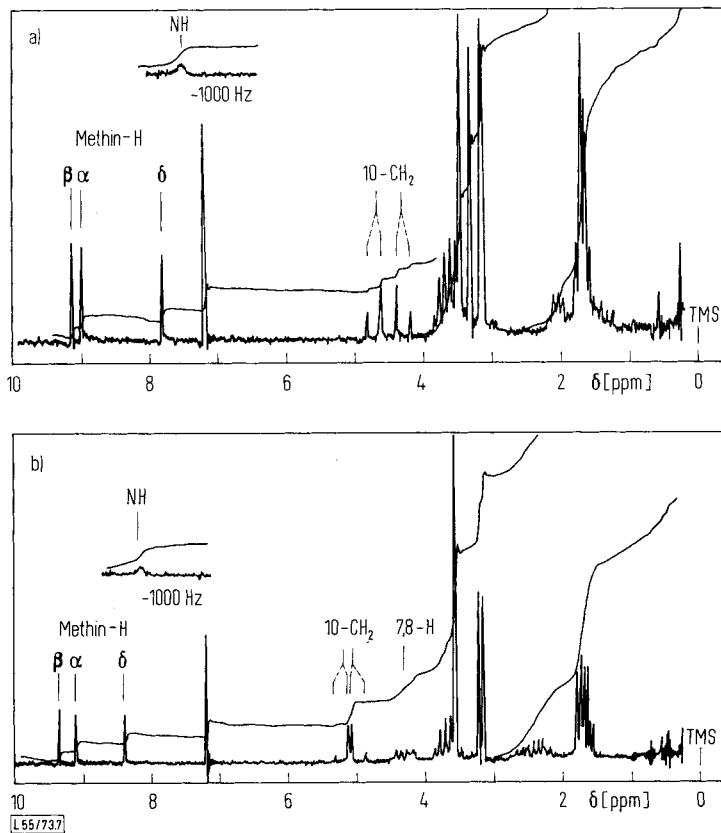 a)
NH
~1000 Hz
Methin-H
β α δ
10-CH₂
TMS
10 8 6 4 2 δ[ppm] 0
b)
NH
~1000 Hz
Methin-H
β α δ
10-CH₂ 7,8-H
TMS
10 8 6 4 2 δ[ppm] 0
L 55/73.7